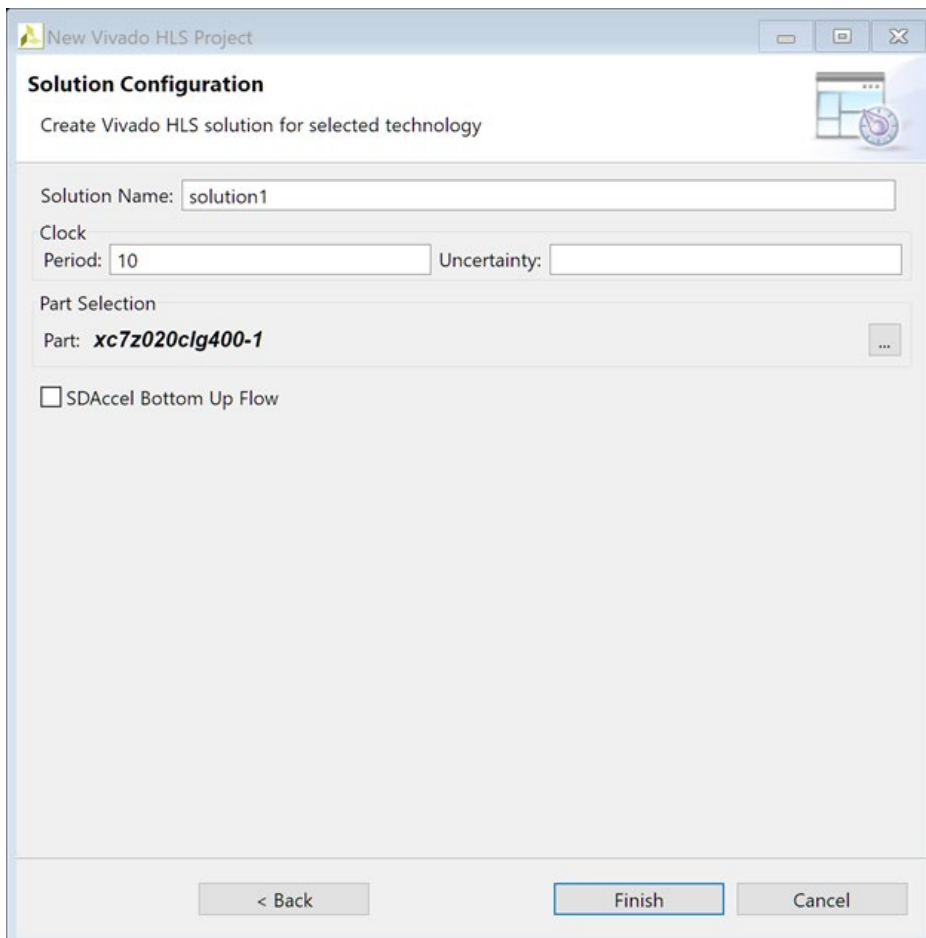 New Vivado HLS Project
Solution Configuration
Create Vivado HLS solution for selected technology
Solution Name: solution1
Clock
Period: 10 Uncertainty:
Part Selection
Part: xc7z020clg400-1
...
SDAccel Bottom Up Flow
< Back Finish Cancel